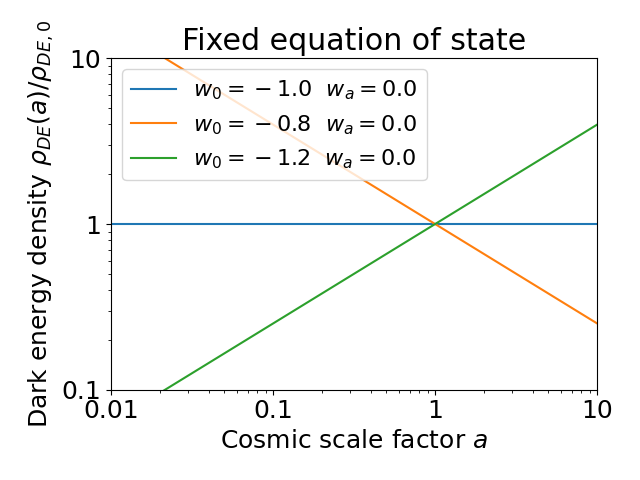 Fixed equation of state
Dark energy density ρ_DE(a)/ρ_DE, 0
10
1
0.1
w₀ = −1.0 wₐ = 0.0
w₀ = −0.8 wₐ = 0.0
w₀ = −1.2 wₐ = 0.0
0.01 0.1 1 10
Cosmic scale factor a